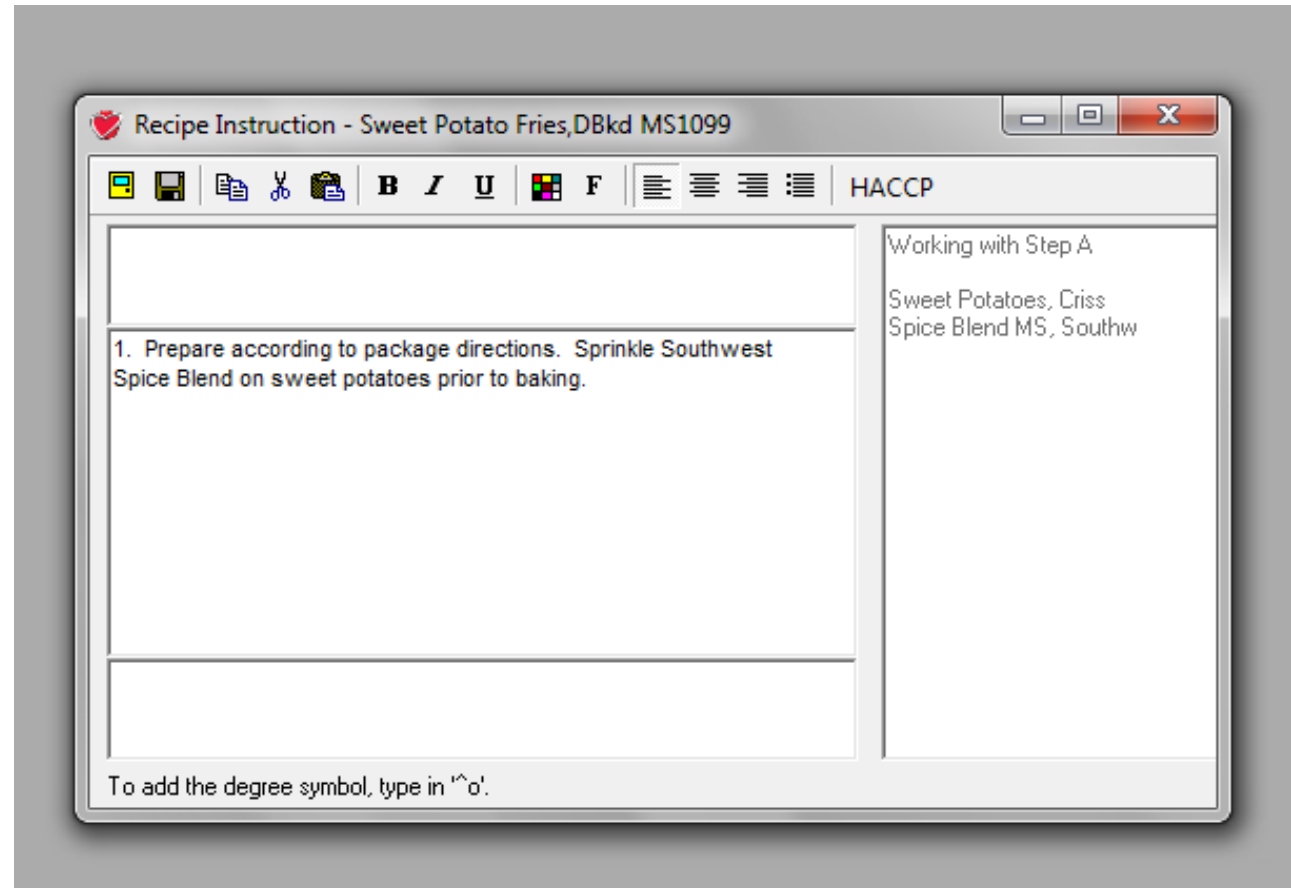 Recipe Instruction - Sweet Potato Fries,DBkd MS1099
B I U F HACCP
Working with Step A
Sweet Potatoes, Criss
Spice Blend MS, Southw
1. Prepare according to package directions. Sprinkle Southwest
Spice Blend on sweet potatoes prior to baking.
To add the degree symbol, type in '^o'.